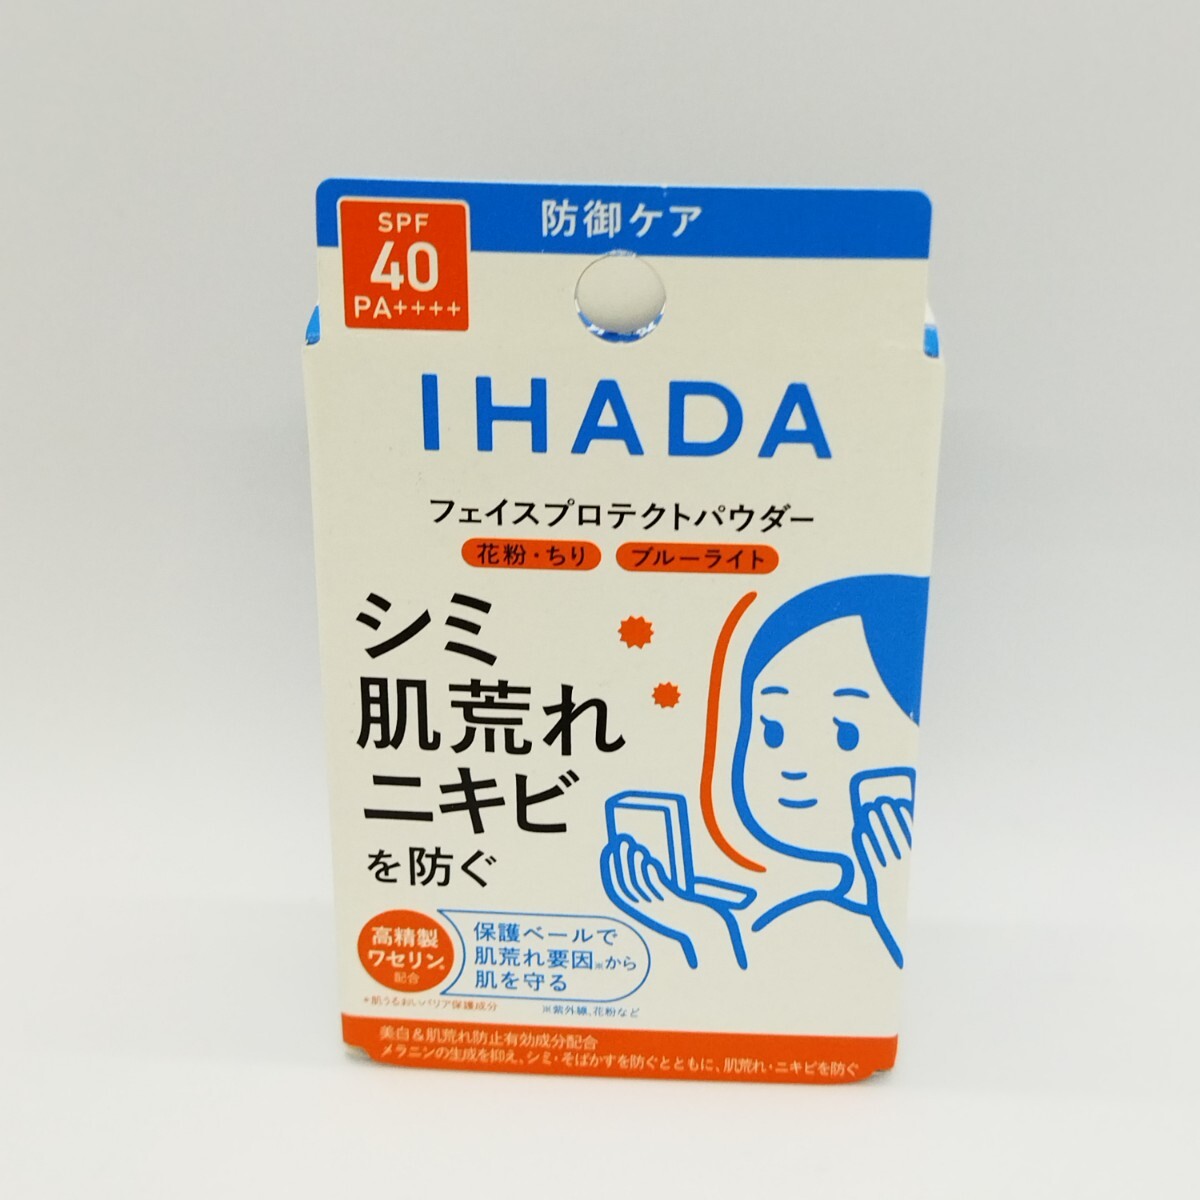 防御ケア
SPF
40
PA++++
IHADA
フェイスプロテクトパウダー
花粉・ちり ブルーライト
シミ
肌荒れ
ニキビ
を防ぐ
高精製
ワセリン*
配合
保護ベールで
肌荒れ要因※から
肌を守る
*肌うるおいバリア保護成分
※紫外線、花粉など
美白&肌荒れ防止有効成分配合
メラニンの生成を抑え、シミ・そばかすを防ぐとともに、肌荒れ・ニキビを防ぐ